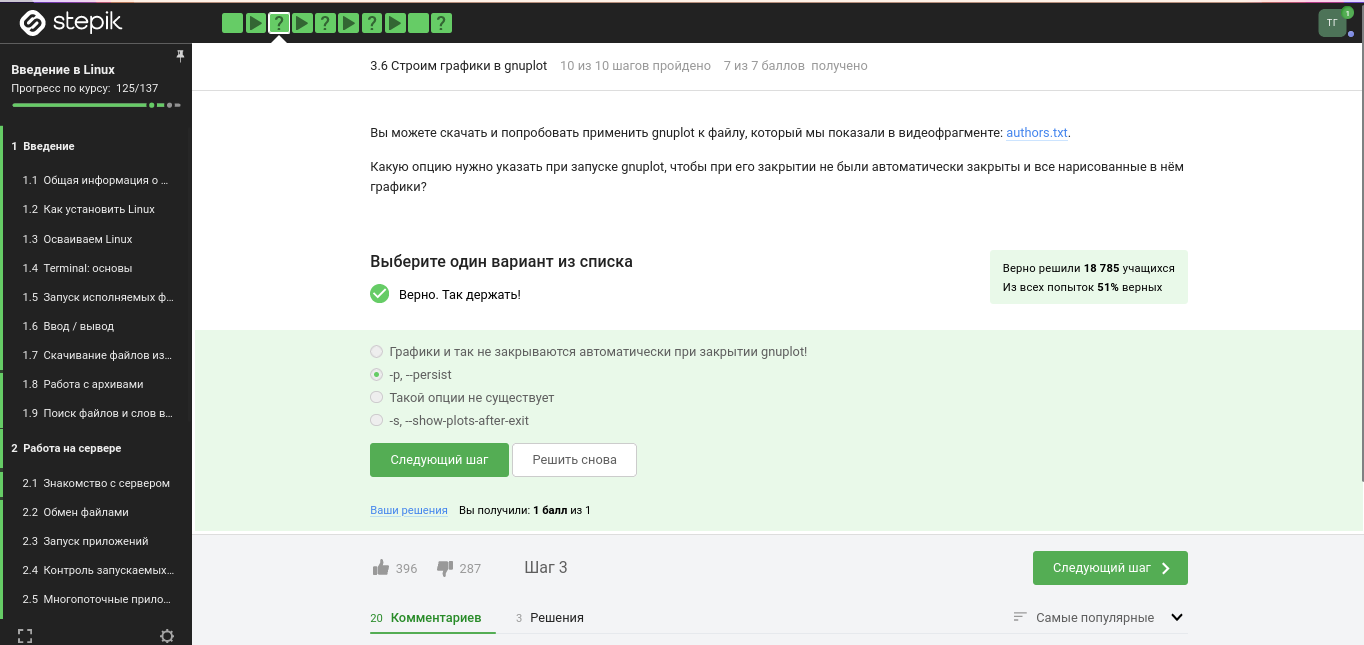 stepik
? ? ? ?
ТГ
1
Введение в Linux
Прогресс по курсу: 125/137
1 Введение
1.1 Общая информация о ...
1.2 Как установить Linux
1.3 Осваиваем Linux
1.4 Terminal: основы
1.5 Запуск исполняемых ф...
1.6 Ввод / вывод
1.7 Скачивание файлов из...
1.8 Работа с архивами
1.9 Поиск файлов и слов в...
2 Работа на сервере
2.1 Знакомство с сервером
2.2 Обмен файлами
2.3 Запуск приложений
2.4 Контроль запускаемых...
2.5 Многопоточные прило...
3.6 Строим графики в gnuplot 10 из 10 шагов пройдено 7 из 7 баллов получено
Вы можете скачать и попробовать применить gnuplot к файлу, который мы показали в видеофрагменте: authors.txt.
Какую опцию нужно указать при запуске gnuplot, чтобы при его закрытии не были автоматически закрыты и все нарисованные в нём
графики?
Выберите один вариант из списка
Верно. Так держать!
Верно решили 18 785 учащихся
Из всех попыток 51% верных
Графики и так не закрываются автоматически при закрытии gnuplot!
-p, --persist
Такой опции не существует
-s, --show-plots-after-exit
Следующий шаг Решить снова
Ваши решения Вы получили: 1 балл из 1
396 287 Шаг 3 Следующий шаг
20 Комментариев 3 Решения Самые популярные